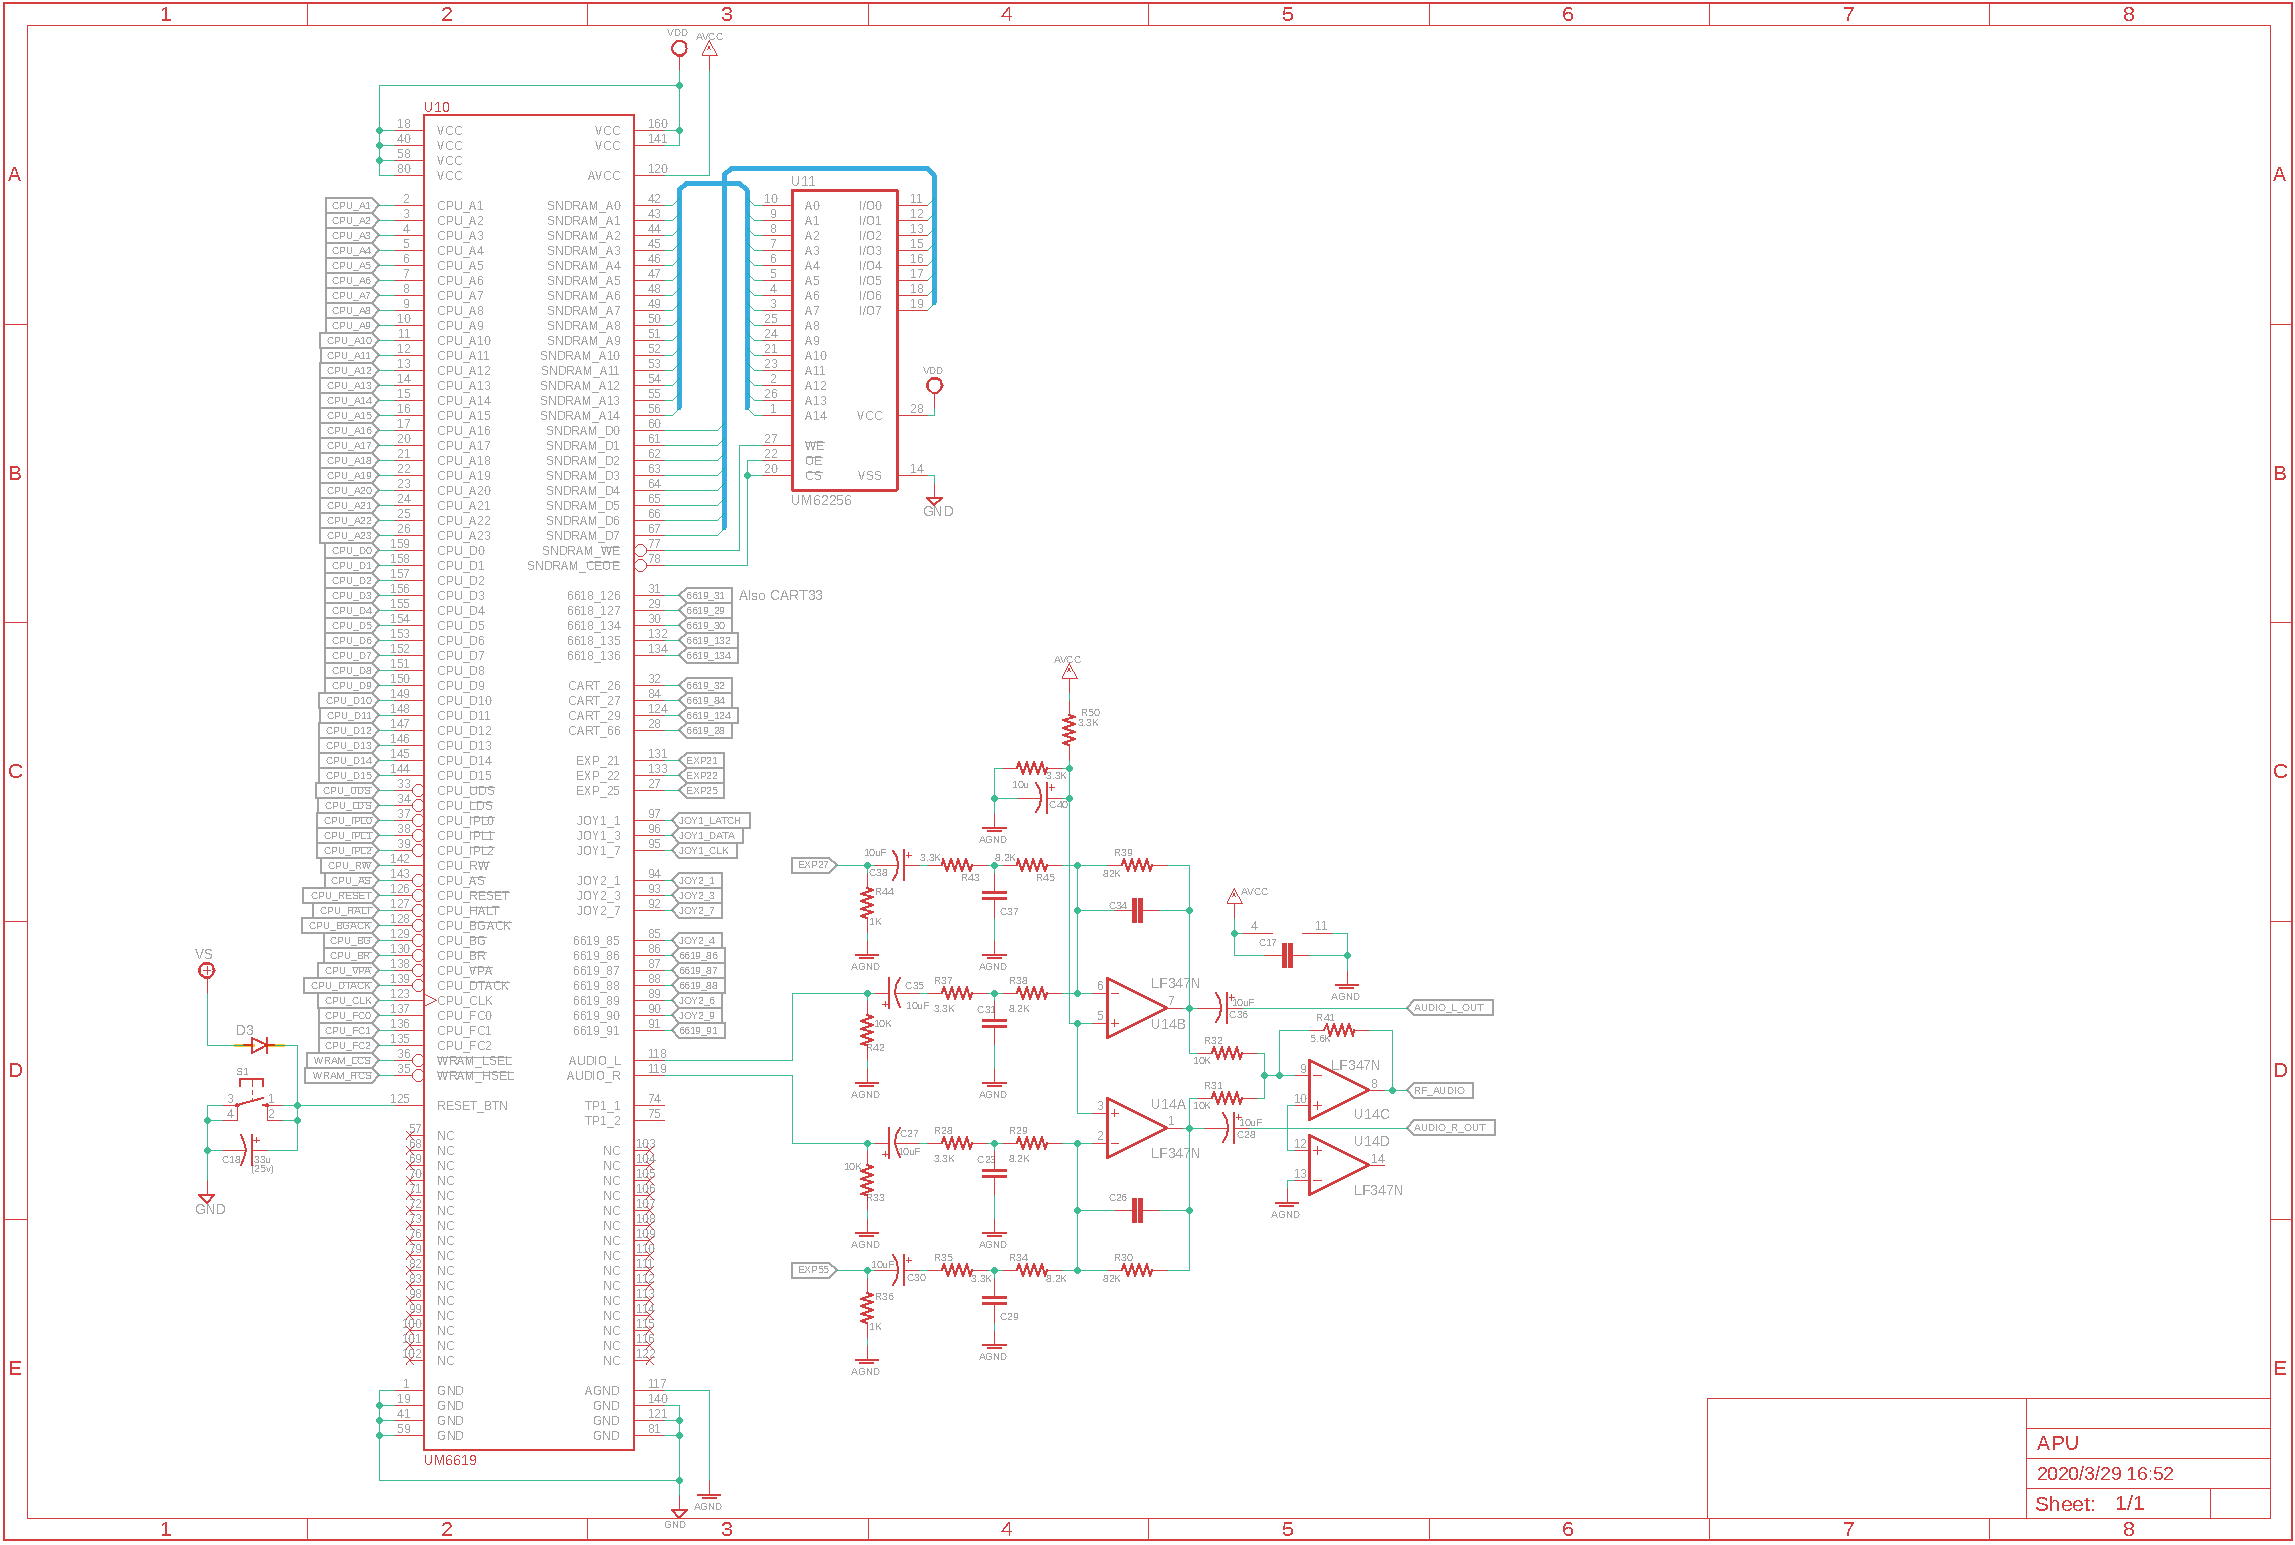 1 2 3 4 5 6 7 8
A
B
C
D
E
VDD
AVCC
U10
18 VCC
40 VCC
58 VCC
80 VCC
VCC 160
VCC 141
AVCC 120
CPU_A1 2 CPU_A1
CPU_A2 3 CPU_A2
CPU_A3 4 CPU_A3
CPU_A4 5 CPU_A4
CPU_A5 6 CPU_A5
CPU_A6 7 CPU_A6
CPU_A7 8 CPU_A7
CPU_A8 9 CPU_A8
CPU_A9 10 CPU_A9
CPU_A10 11 CPU_A10
CPU_A11 12 CPU_A11
CPU_A12 13 CPU_A12
CPU_A13 14 CPU_A13
CPU_A14 15 CPU_A14
CPU_A15 16 CPU_A15
CPU_A16 17 CPU_A16
CPU_A17 20 CPU_A17
CPU_A18 21 CPU_A18
CPU_A19 22 CPU_A19
CPU_A20 23 CPU_A20
CPU_A21 24 CPU_A21
CPU_A22 25 CPU_A22
CPU_A23 26 CPU_A23
CPU_D0 159 CPU_D0
CPU_D1 158 CPU_D1
CPU_D2 157 CPU_D2
CPU_D3 156 CPU_D3
CPU_D4 155 CPU_D4
CPU_D5 154 CPU_D5
CPU_D6 153 CPU_D6
CPU_D7 152 CPU_D7
CPU_D8 151 CPU_D8
CPU_D9 150 CPU_D9
CPU_D10 149 CPU_D10
CPU_D11 148 CPU_D11
CPU_D12 147 CPU_D12
CPU_D13 146 CPU_D13
CPU_D14 145 CPU_D14
CPU_D15 144 CPU_D15
CPU_UDS 33 CPU_UDS
CPU_LDS 34 CPU_LDS
CPU_IPL0 37 CPU_IPL0
CPU_IPL1 38 CPU_IPL1
CPU_IPL2 39 CPU_IPL2
CPU_RW 142 CPU_RW
CPU_AS 143 CPU_AS
CPU_RESET 126 CPU_RESET
CPU_HALT 127 CPU_HALT
CPU_BGACK 128 CPU_BGACK
CPU_BG 129 CPU_BG
CPU_BR 130 CPU_BR
CPU_VPA 138 CPU_VPA
CPU_DTACK 139 CPU_DTACK
CPU_CLK 123 CPU_CLK
CPU_FC0 137 CPU_FC0
CPU_FC1 136 CPU_FC1
CPU_FC2 135 CPU_FC2
WRAM_LCS 36 WRAM_LSEL
WRAM_HCS 35 WRAM_HSEL
125 RESET_BTN
57 NC
68 NC
69 NC
70 NC
71 NC
72 NC
73 NC
76 NC
79 NC
82 NC
83 NC
98 NC
99 NC
100 NC
101 NC
102 NC
1 GND
19 GND
41 GND
59 GND
UM6619
SNDRAM_A0 42
SNDRAM_A1 43
SNDRAM_A2 44
SNDRAM_A3 45
SNDRAM_A4 46
SNDRAM_A5 47
SNDRAM_A6 48
SNDRAM_A7 49
SNDRAM_A8 50
SNDRAM_A9 51
SNDRAM_A10 52
SNDRAM_A11 53
SNDRAM_A12 54
SNDRAM_A13 55
SNDRAM_A14 56
SNDRAM_D0 60
SNDRAM_D1 61
SNDRAM_D2 62
SNDRAM_D3 63
SNDRAM_D4 64
SNDRAM_D5 65
SNDRAM_D6 66
SNDRAM_D7 67
SNDRAM_WE 77
SNDRAM_CEOE 78
6618_126 31 6619_31 Also CART33
6618_127 29 6619_29
6618_134 30 6619_30
6618_135 132 6619_132
6618_136 134 6619_134
CART_26 32 6619_32
CART_27 84 6619_84
CART_29 124 6619_124
CART_66 28 6619_28
EXP_21 131 EXP21
EXP_22 133 EXP22
EXP_25 27 EXP25
JOY1_1 97 JOY1_LATCH
JOY1_3 96 JOY1_DATA
JOY1_7 95 JOY1_CLK
JOY2_1 94 JOY2_1
JOY2_3 93 JOY2_3
JOY2_7 92 JOY2_7
6619_85 85 JOY2_4
6619_86 86 6619_86
6619_87 87 6619_87
6619_88 88 6619_88
6619_89 89 JOY2_6
6619_90 90 JOY2_9
6619_91 91 6619_91
AUDIO_L 118
AUDIO_R 119
TP1_1 74
TP1_2 75
NC 103
NC 104
NC 105
NC 106
NC 107
NC 108
NC 109
NC 110
NC 111
NC 112
NC 113
NC 114
NC 115
NC 116
NC 122
AGND 117
GND 140
GND 121
GND 81
GND
AGND
U11
10 A0 I/O0 11
9 A1 I/O1 12
8 A2 I/O2 13
7 A3 I/O3 15
6 A4 I/O4 16
5 A5 I/O5 17
4 A6 I/O6 18
3 A7 I/O7 19
25 A8
24 A9
21 A10
23 A11
2 A12
26 A13
1 A14 VCC 28
VDD
27 WE
22 OE
20 CS VSS 14
UM62256
GND
VS
D3
S1
3 1
4 2
C18 33u
(25v)
GND
AVCC
R50
3.3K
3.3K
10u
C40
AGND
EXP27
10uF
C38
3.3K
R43
8.2K
R45
R39
82K
R44
1K
C37
C34
AGND
AGND
AVCC
4 11
C17
AGND
C35
10uF
R37
3.3K
R38
8.2K
10K
R42
C31
AGND
AGND
6
5
7
LF347N
U14B
10uF
C36
AUDIO_L_OUT
R41
5.6K
R32
10K
R31
10K
9
10
8
LF347N
U14C
RF_AUDIO
U14A
3
2
1
LF347N
10uF
C28
AUDIO_R_OUT
12
13
14
U14D
LF347N
AGND
C27
10uF
R28
3.3K
R29
8.2K
10K
R33
C23
C26
AGND
AGND
EXP55
10uF
C30
R35
3.3K
R34
8.2K
R30
82K
R36
1K
C29
AGND
AGND
APU
2020/3/29 16:52
Sheet: 1/1
A
B
C
D
E
1 2 3 4 5 6 7 8